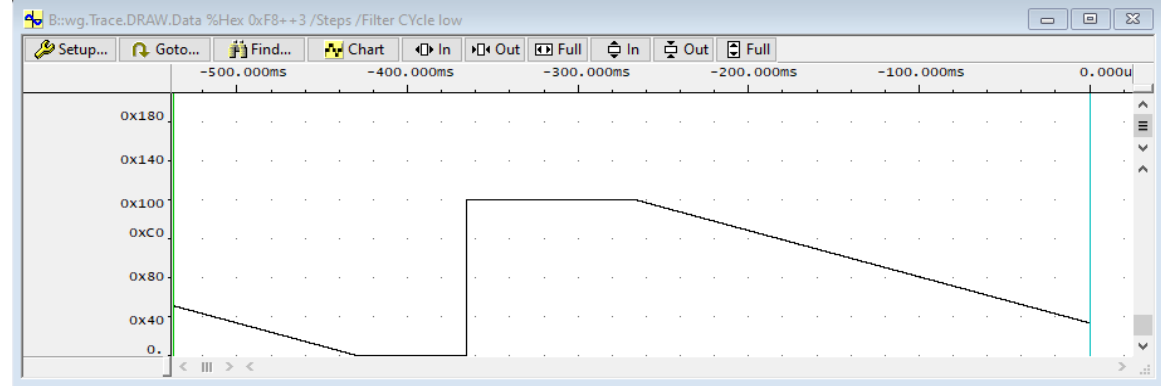 B::wg.Trace.DRAW.Data %Hex 0xF8++3 /Steps /Filter CYcle low
Setup... Goto... Find... Chart In Out Full In Out Full
-500.000ms -400.000ms -300.000ms -200.000ms -100.000ms 0.000u
0x180
0x140
0x100
0xC0
0x80
0x40
0.